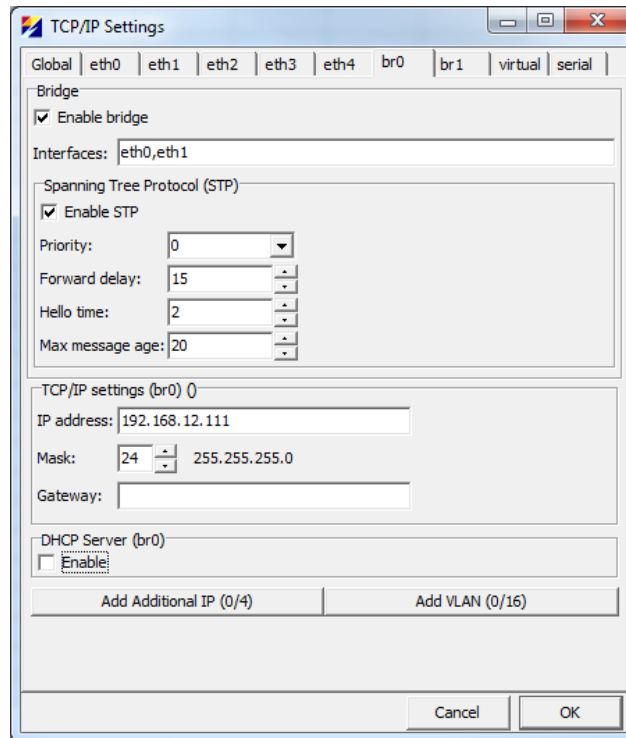 TCP/IP Settings
Global eth0 eth1 eth2 eth3 eth4 br0 br1 virtual serial
Bridge
Enable bridge
Interfaces: eth0,eth1
Spanning Tree Protocol (STP)
Enable STP
Priority: 0
Forward delay: 15
Hello time: 2
Max message age: 20
TCP/IP settings (br0) ()
IP address: 192.168.12.111
Mask: 24 255.255.255.0
Gateway:
DHCP Server (br0)
Enable
Add Additional IP (0/4) Add VLAN (0/16)
Cancel OK